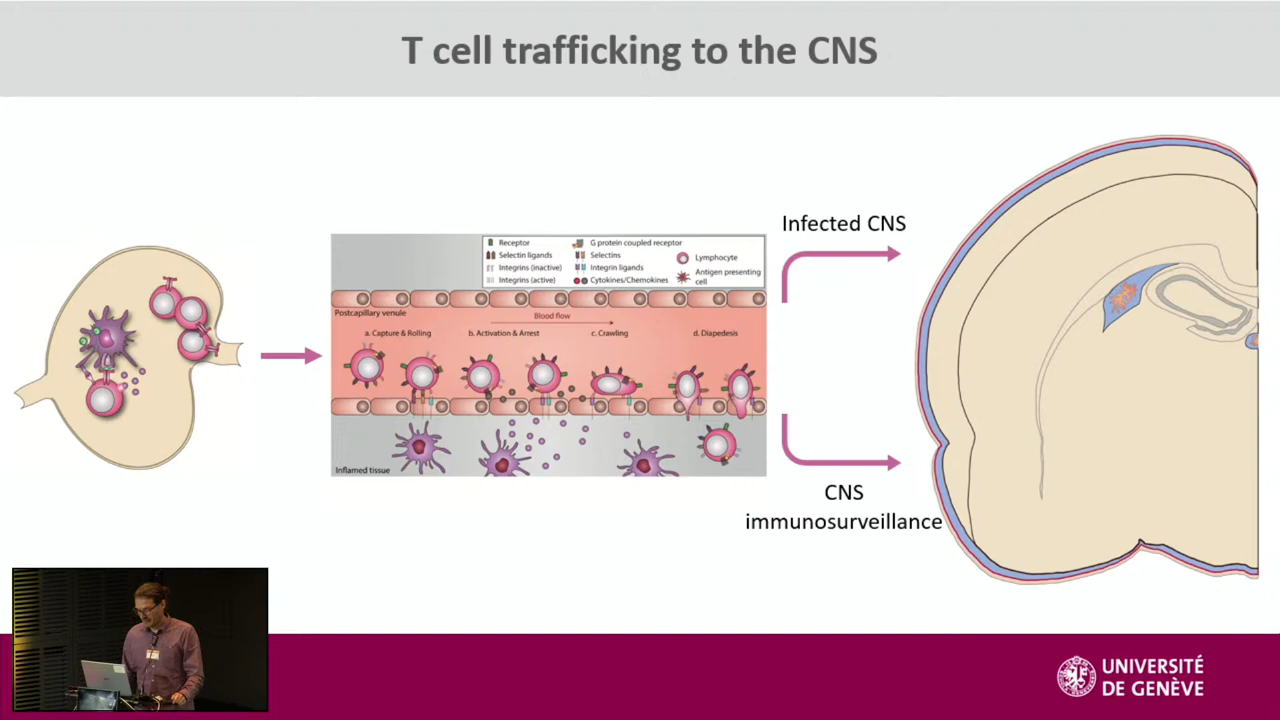 T cell trafficking to the CNS
Infected CNS
Receptor
G protein coupled receptor
Selectin ligands
Selectins
Lymphocyte
Integrins (inactive)
Integrin ligands
Antigen presenting
cell
Integrins (active)
Cytokines/Chemokines
Postcapillary venule
Blood flow
a. Capture & Rolling
b. Activation & Arrest
c. Crawling
d. Diapedesis
Inflamed tissue
CNS
immunosurveillance
UNIVERSITÉ
DE GENÈVE